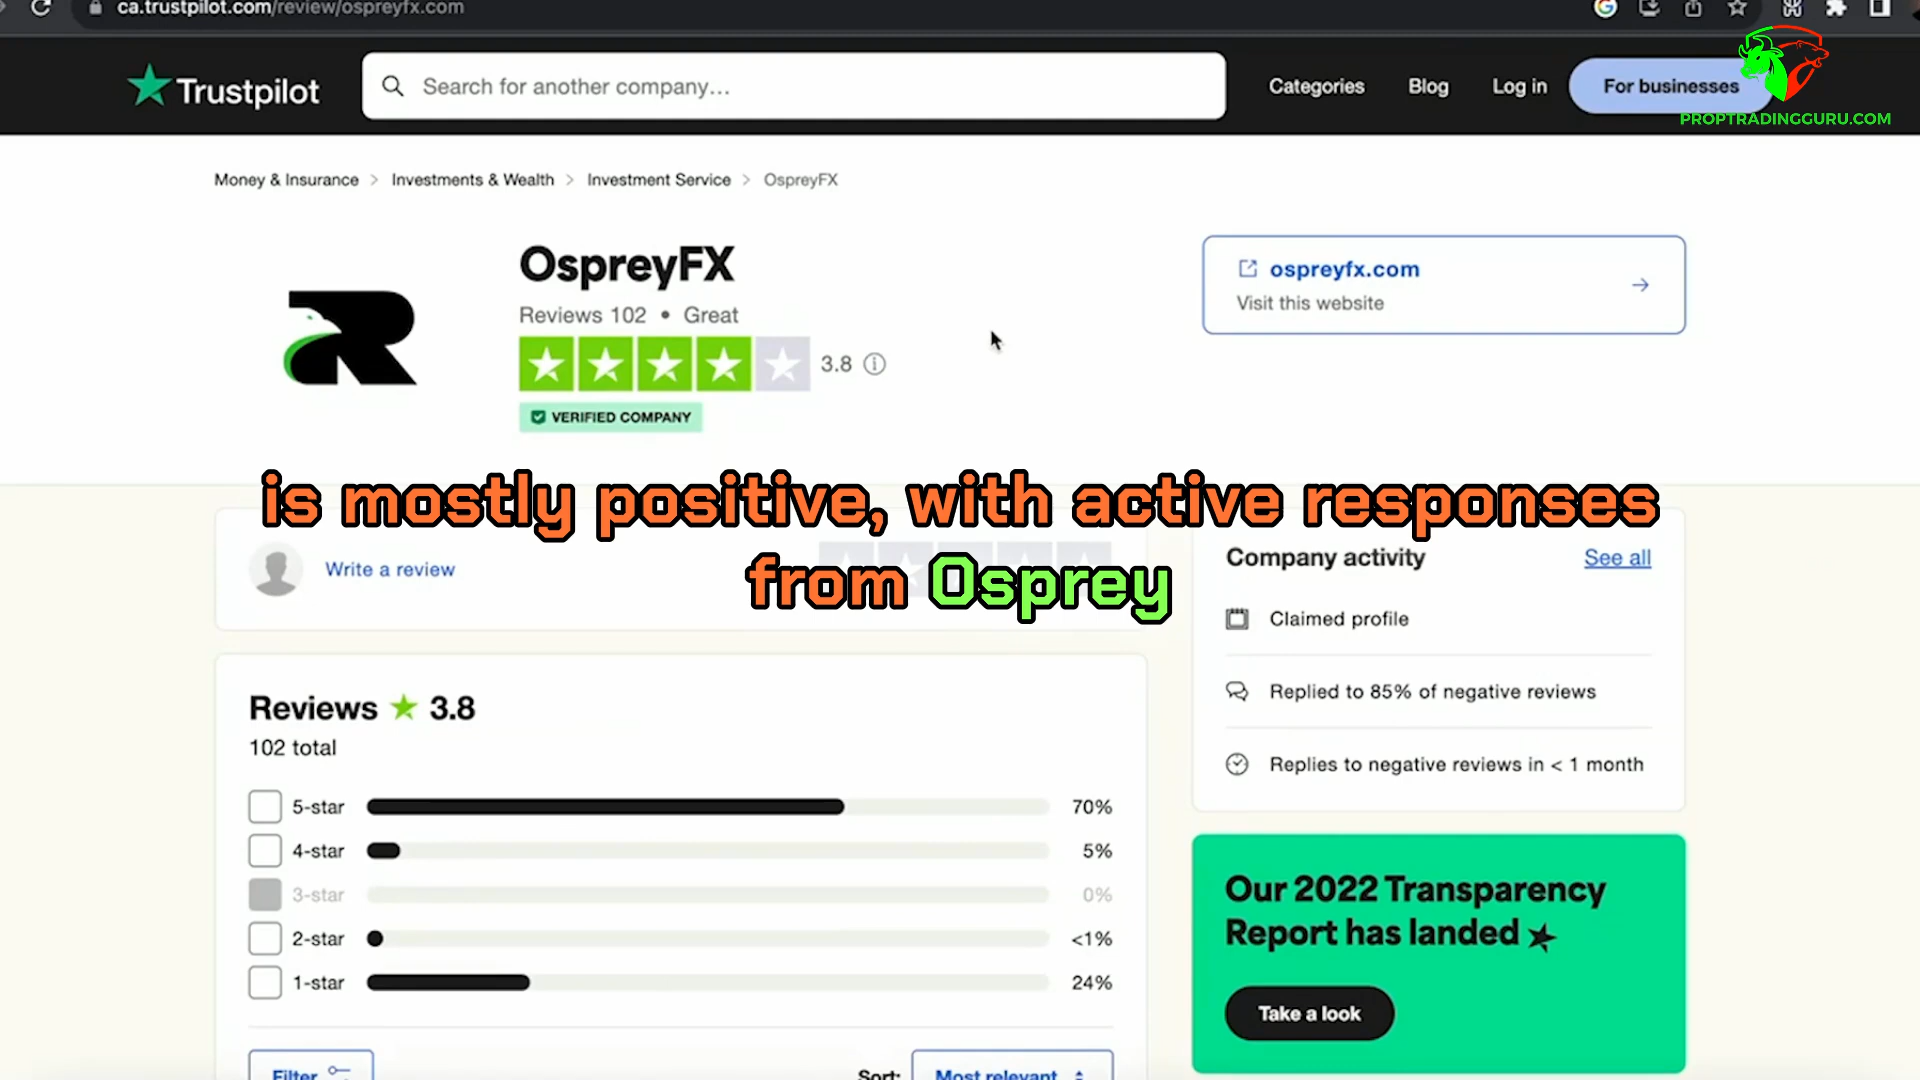 ca.trustpilot.com/review/ospreyfx.com
Trustpilot
Search for another company...
Categories
Blog
Log in
For businesses
PROPTRADINGGURU.COM
Money & Insurance > Investments & Wealth > Investment Service > OspreyFX
OspreyFX
Reviews 102 • Great
3.8
VERIFIED COMPANY
ospreyfx.com
Visit this website
is mostly positive, with active responses
from Osprey
Write a review
Company activity
See all
Claimed profile
Replied to 85% of negative reviews
Replies to negative reviews in < 1 month
Reviews ★ 3.8
102 total
5-star 70%
4-star 5%
3-star 0%
2-star <1%
1-star 24%
Filter
Sort:
Most relevant
Our 2022 Transparency
Report has landed
Take a look